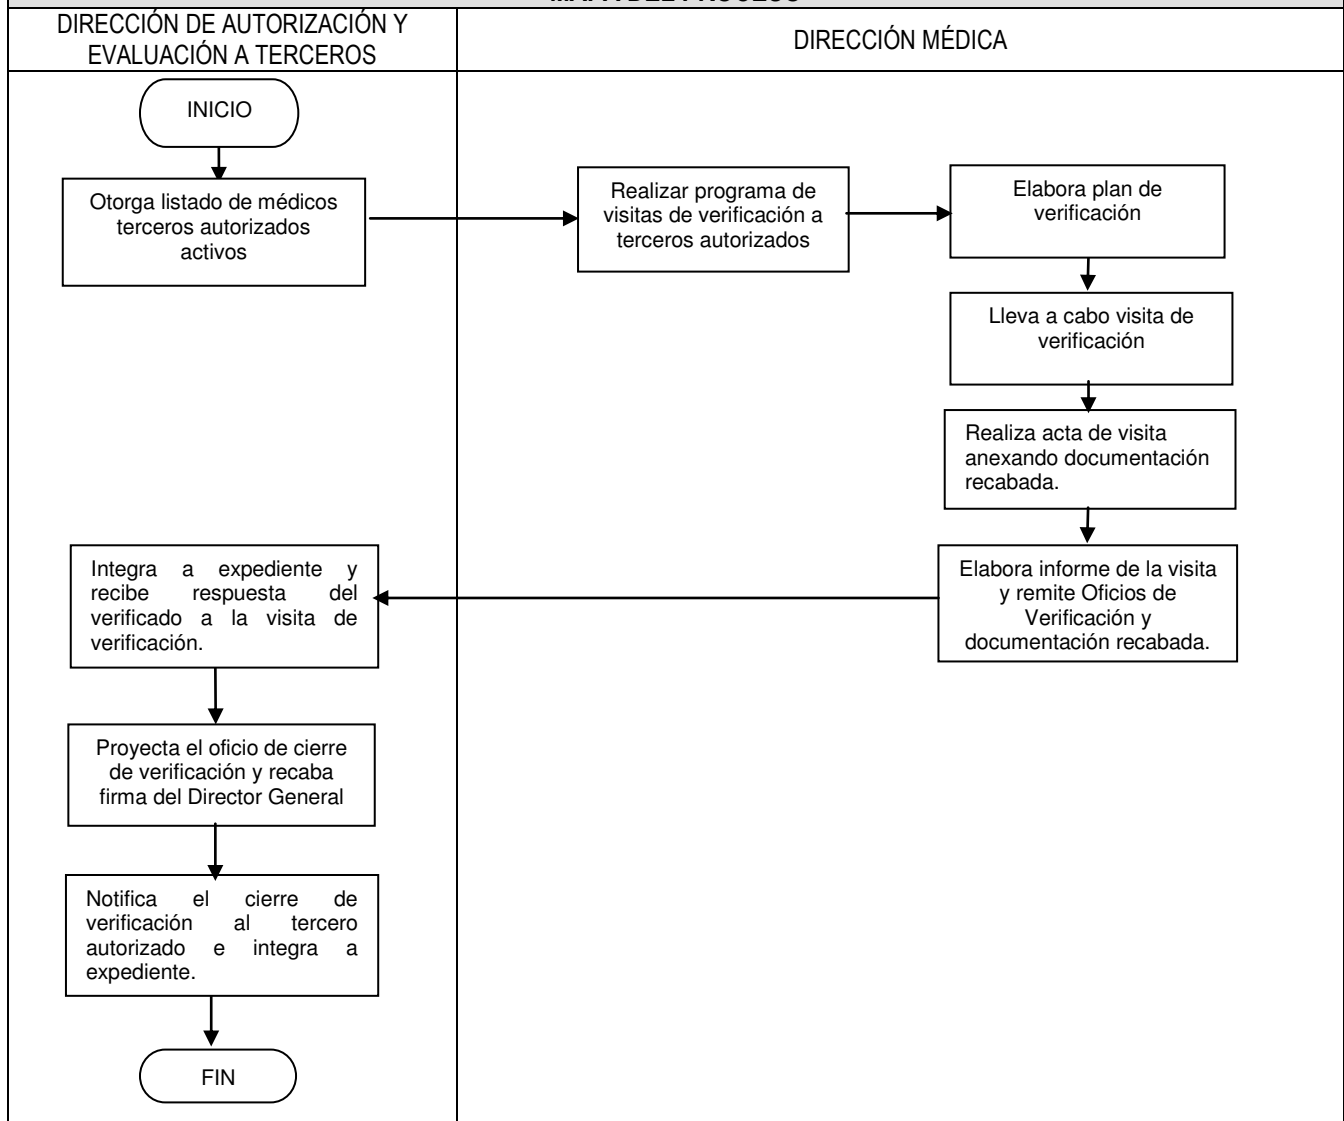 MAPA DEL PROCESO
DIRECCIÓN DE AUTORIZACIÓN Y
EVALUACIÓN A TERCEROS
DIRECCIÓN MÉDICA
INICIO
Otorga listado de médicos
terceros autorizados
activos
Realizar programa de
visitas de verificación a
terceros autorizados
Elabora plan de
verificación
Lleva a cabo visita de
verificación
Realiza acta de visita
anexando documentación
recabada.
Elabora informe de la visita
y remite Oficios de
Verificación y
documentación recabada.
Integra a expediente y
recibe respuesta del
verificado a la visita de
verificación.
Proyecta el oficio de cierre
de verificación y recaba
firma del Director General
Notifica el cierre de
verificación al tercero
autorizado e integra a
expediente.
FIN